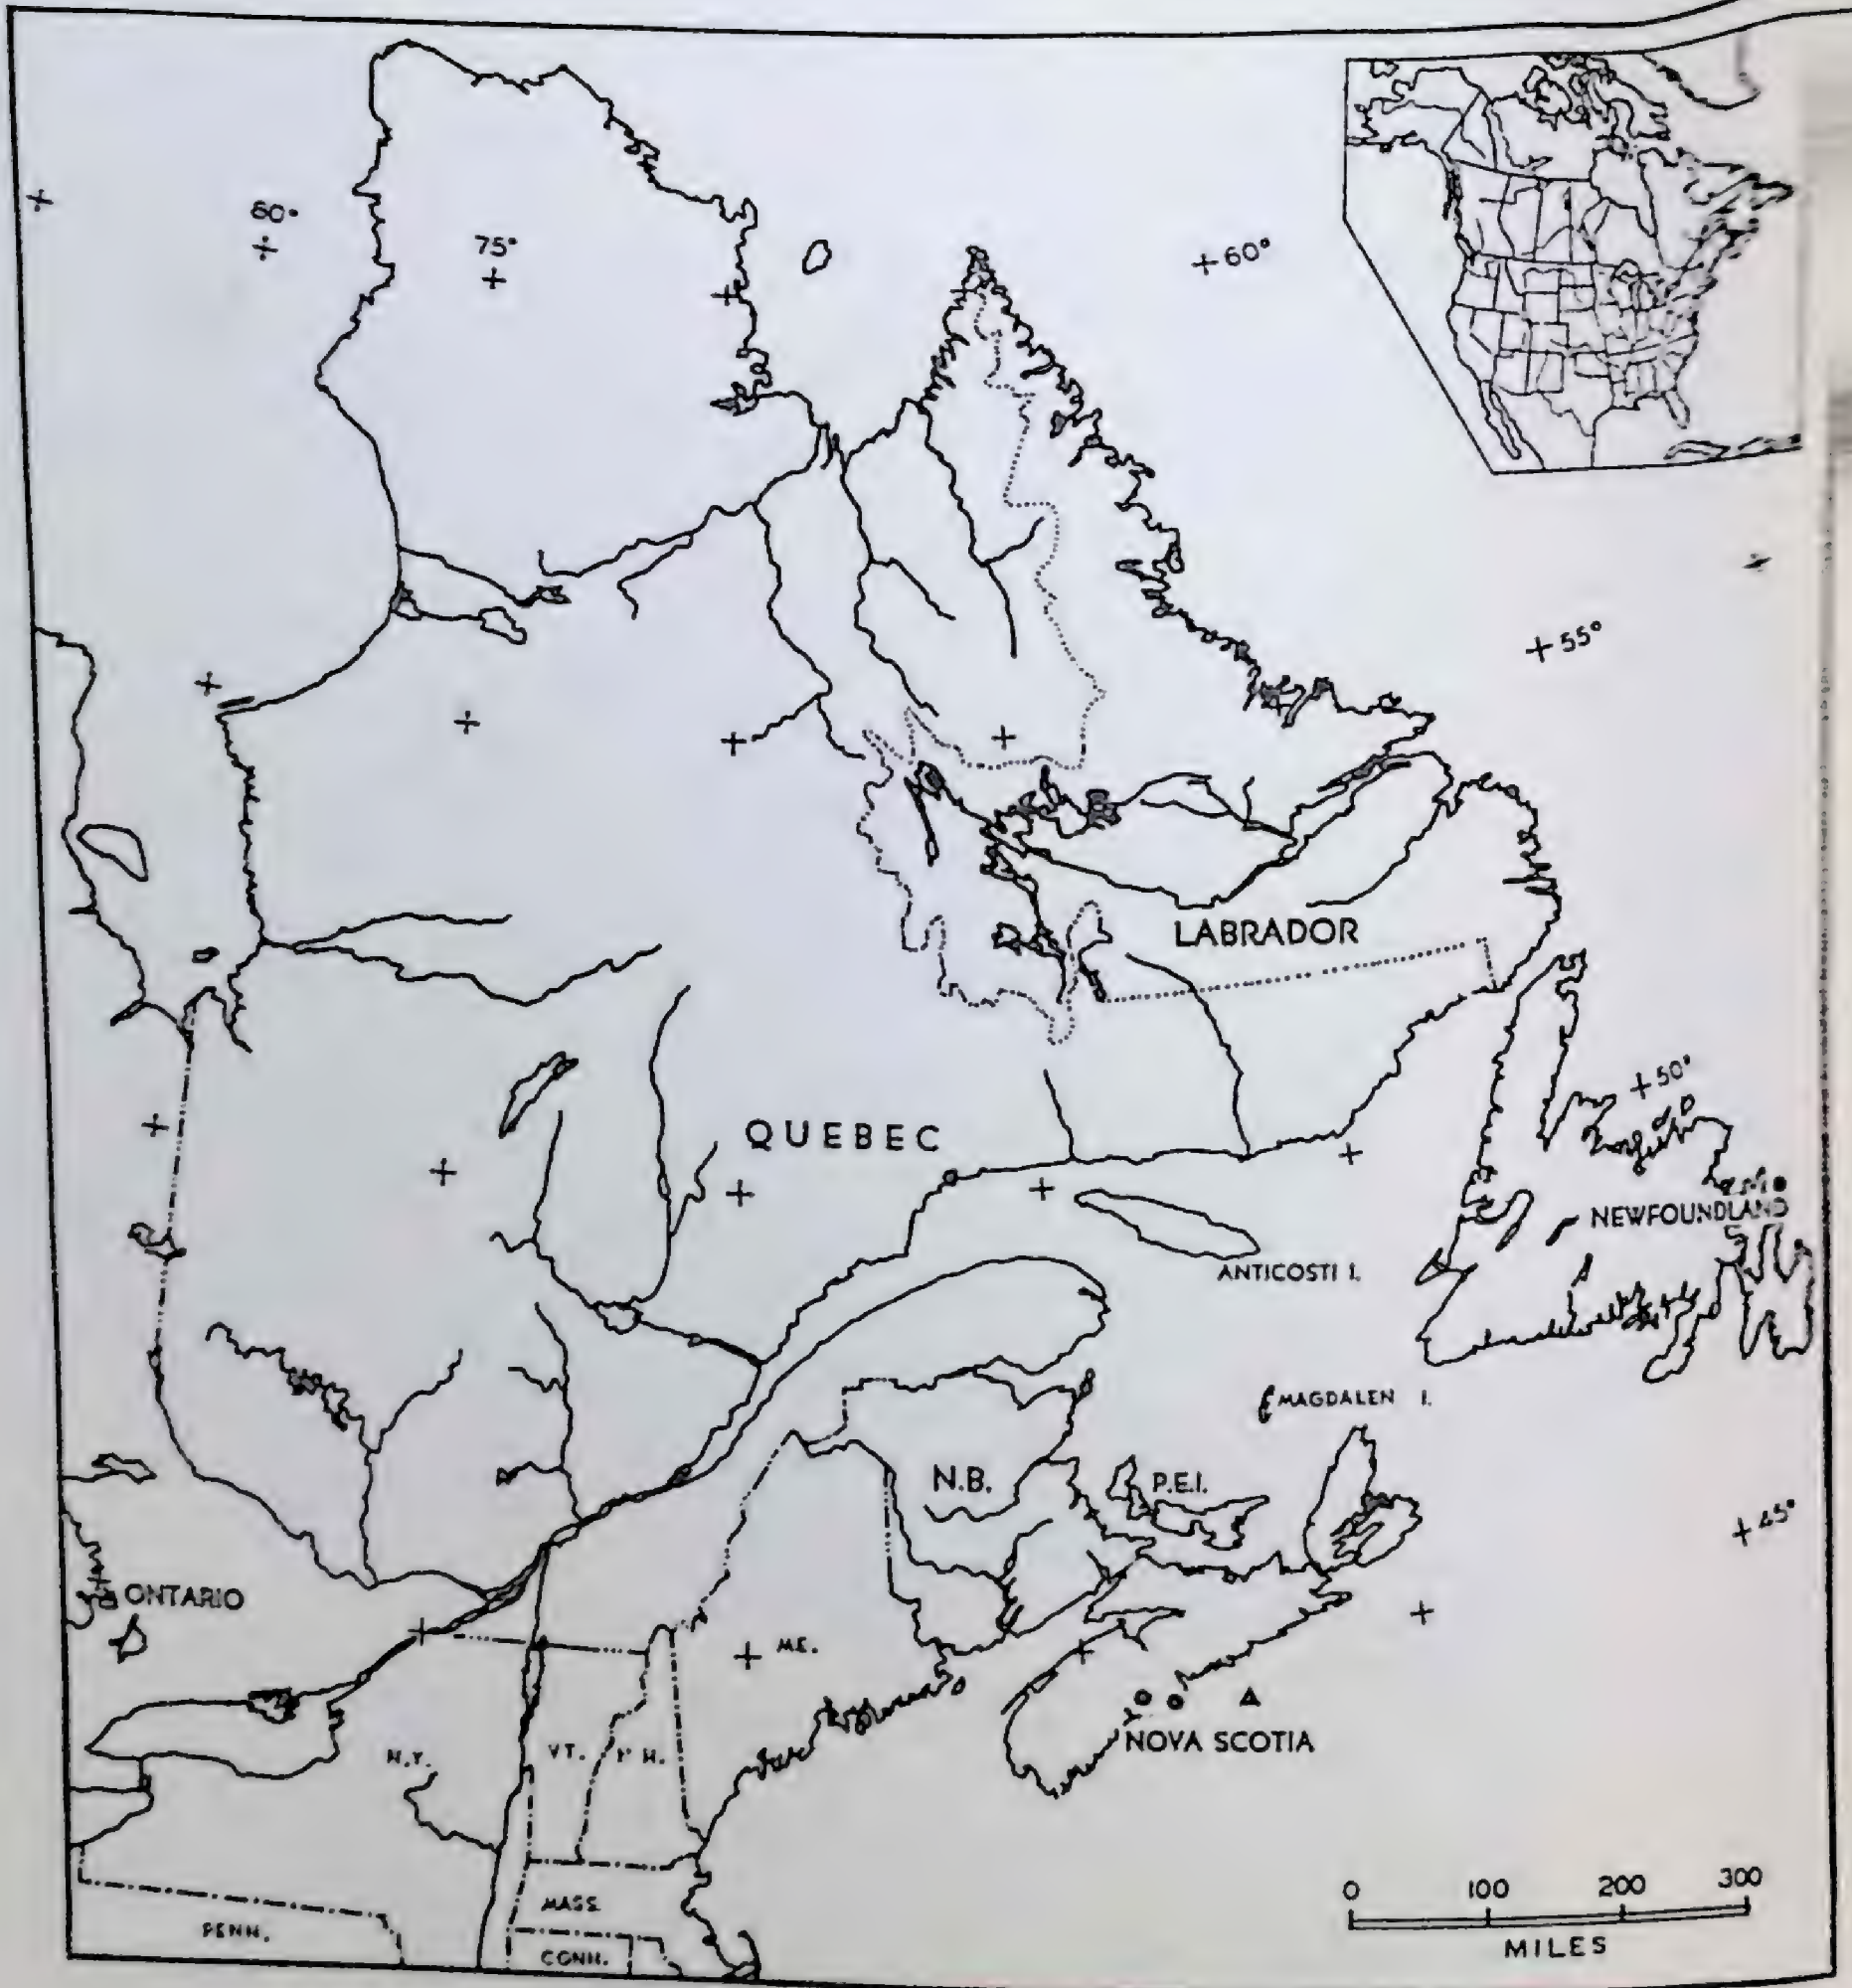 60°
75°
60°
55°
LABRADOR
50°
QUEBEC
NEWFOUNDLAND
ANTICOSTI I.
MAGDALEN I.
N.B.
P.E.I.
45°
ONTARIO
ME.
NOVA SCOTIA
N.Y.
VT.
N H.
0 100 200 300
MILES
MASS
PENN.
CONN.